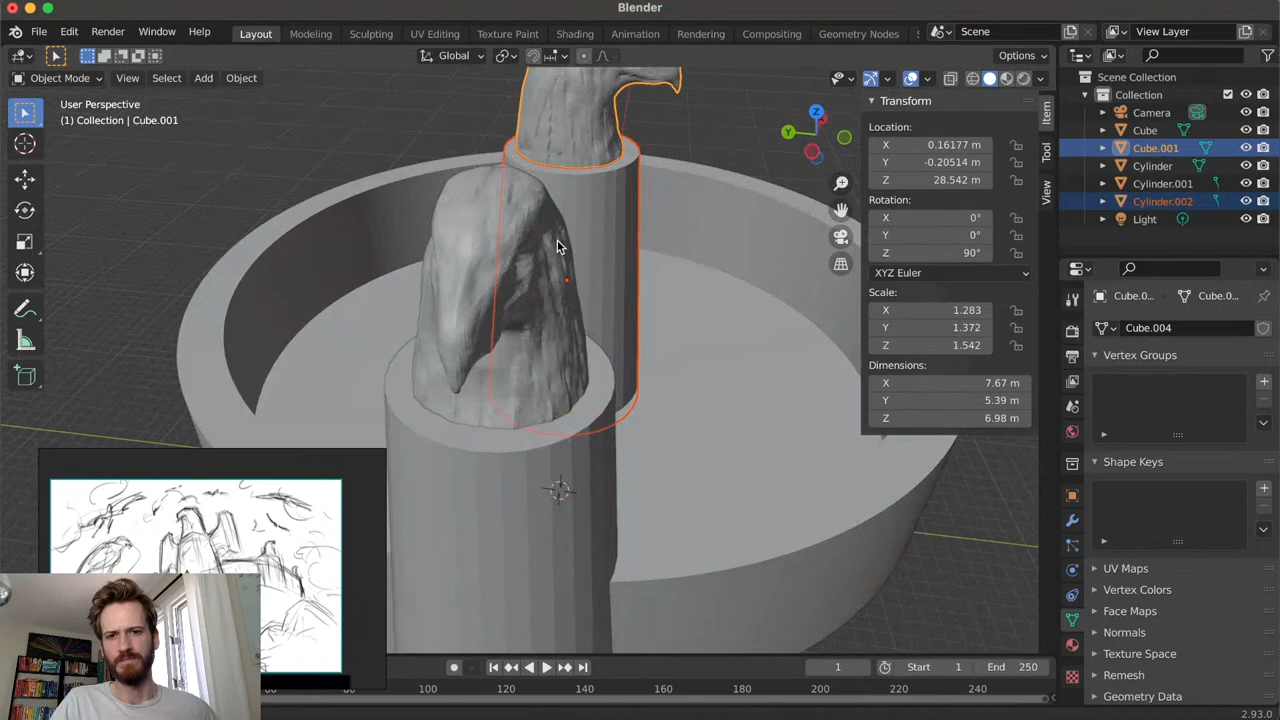 Blender
File Edit Render Window Help
Layout Modeling Sculpting UV Editing Texture Paint Shading Animation Rendering Compositing Geometry Nodes
Scene View Layer
Global Options
Object Mode View Select Add Object
User Perspective
(1) Collection | Cube.001
X Y Z
Transform
Location:
X 0.16177 m
Y -0.20514 m
Z 28.542 m
Rotation:
X 0°
Y 0°
Z 90°
XYZ Euler
Scale:
X 1.283
Y 1.372
Z 1.542
Dimensions:
X 7.67 m
Y 5.39 m
Z 6.98 m
Item
Tool
View
Scene Collection
Collection
Camera
Cube
Cube.001
Cylinder
Cylinder.001
Cylinder.002
Light
Cube.0... Cube.0...
Cube.004
Vertex Groups
Shape Keys
UV Maps
Vertex Colors
Face Maps
Normals
Texture Space
Remesh
Geometry Data
1 Start 1 End 250
60 80 100 120 140 160 180 200 220 240
2.93.0